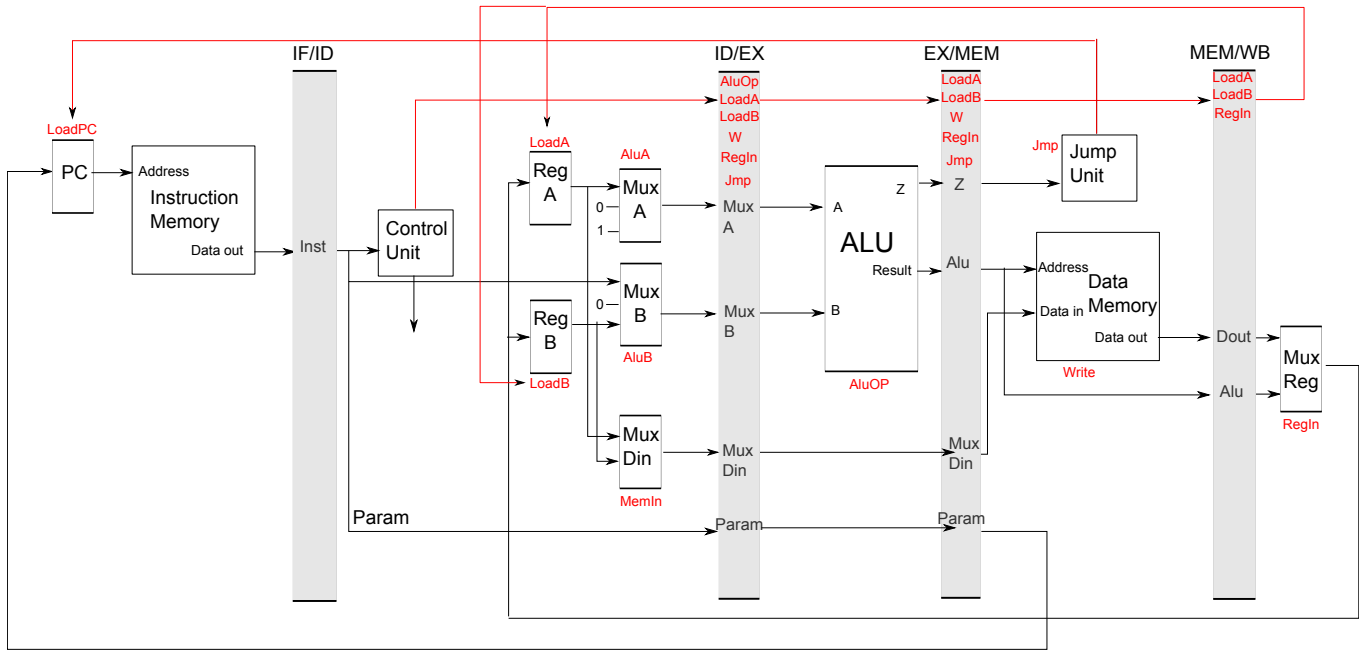 IF/ID
ID/EX
EX/MEM
MEM/WB
LoadPC
PC
Address
Instruction
Memory
Data out
Inst
Control
Unit
Param
LoadA
Reg
A
Reg
B
LoadB
AluA
Mux
A
0
1
Mux
B
0
AluB
Mux
Din
MemIn
AluOp
LoadA
LoadB
W
RegIn
Jmp
Mux
A
Mux
B
Mux
Din
Param
A
Z
ALU
Result
B
AluOP
LoadA
LoadB
W
RegIn
Jmp
Z
Alu
Mux
Din
Param
Jmp
Jump
Unit
Address
Data
Memory
Data in
Data out
Write
LoadA
LoadB
RegIn
Dout
Alu
Mux
Reg
RegIn